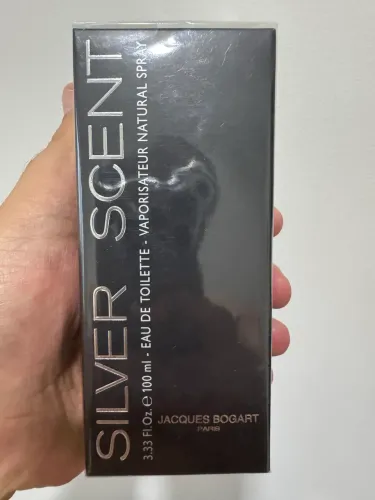 SILVER SCENT
3.33 Fl.Oz. ℮ 100 ml - EAU DE TOILETTE - VAPORISATEUR NATURAL SPRAY
JACQUES BOGART
PARIS